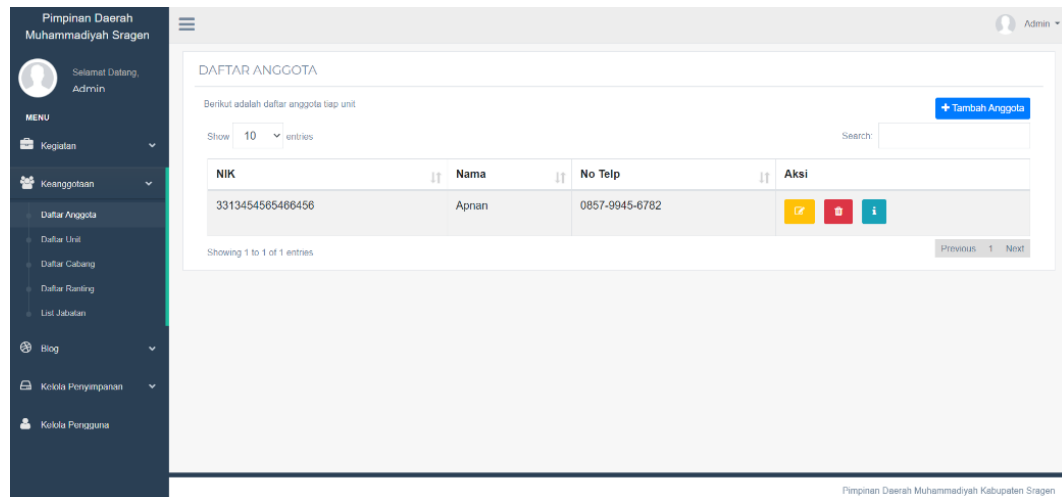 Pimpinan Daerah
Muhammadiyah Sragen
Selamat Datang,
Admin
MENU
Kegiatan
Keanggotaan
Daftar Anggota
Daftar Unit
Daftar Cabang
Daftar Ranting
List Jabatan
Blog
Kelola Penyimpanan
Kelola Pengguna
Admin
DAFTAR ANGGOTA
Berikut adalah daftar anggota tiap unit
+ Tambah Anggota
Show 10 entries
Search:
NIK Nama No Telp Aksi
3313454565466456 Apnan 0857-9945-6782
Showing 1 to 1 of 1 entries
Previous 1 Next
Pimpinan Daerah Muhammadiyah Kabupaten Sragen